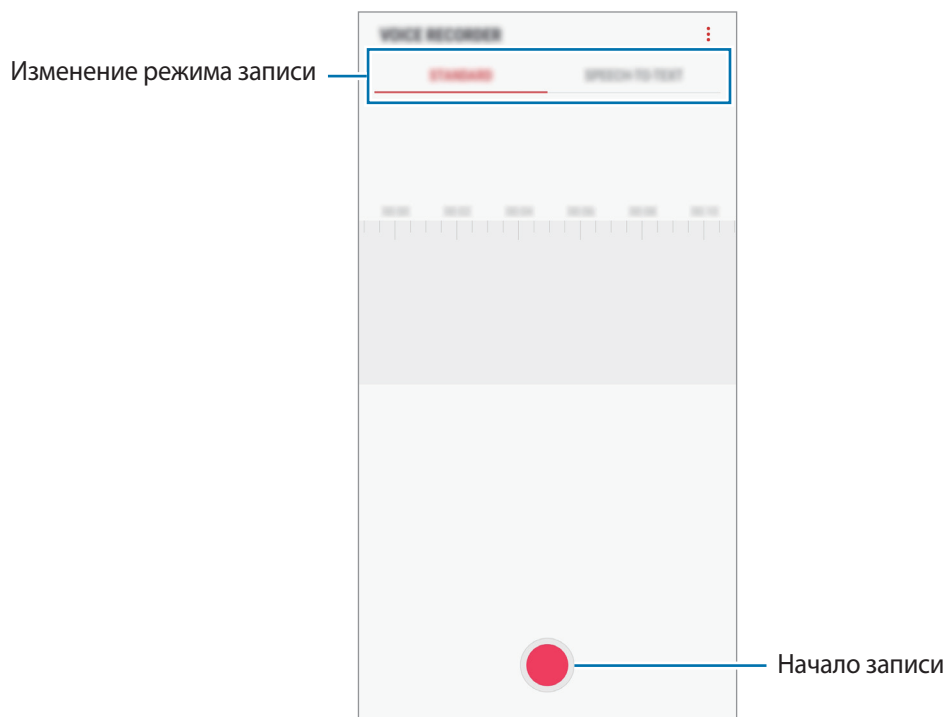 VOICE RECORDER
Изменение режима записи
STANDARD
SPEECH-TO-TEXT
Начало записи